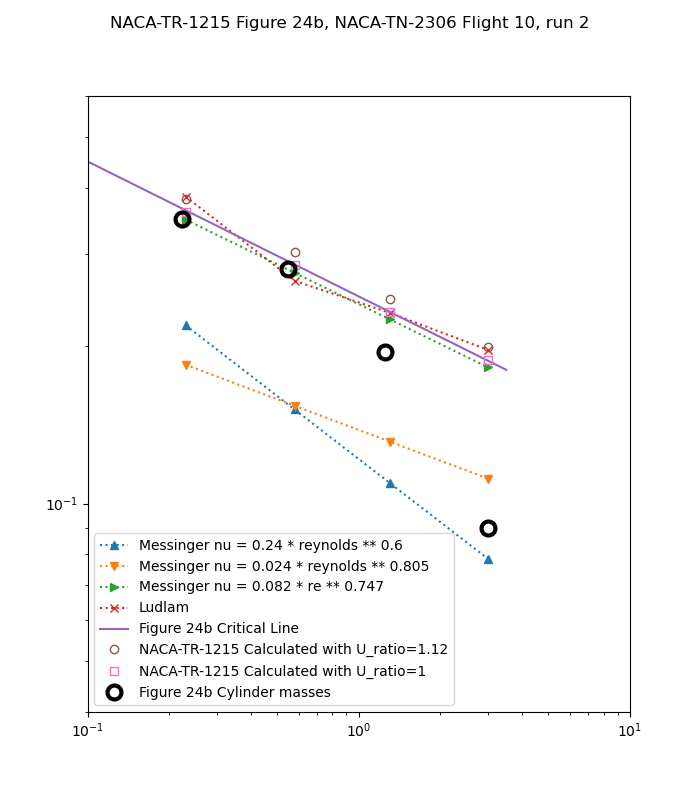 NACA-TR-1215 Figure 24b, NACA-TN-2306 Flight 10, run 2
10⁻¹
Messinger nu = 0.24 * reynolds ** 0.6
Messinger nu = 0.024 * reynolds ** 0.805
Messinger nu = 0.082 * re ** 0.747
Ludlam
Figure 24b Critical Line
NACA-TR-1215 Calculated with U_ratio=1.12
NACA-TR-1215 Calculated with U_ratio=1
Figure 24b Cylinder masses
10⁻¹ 10⁰ 10¹